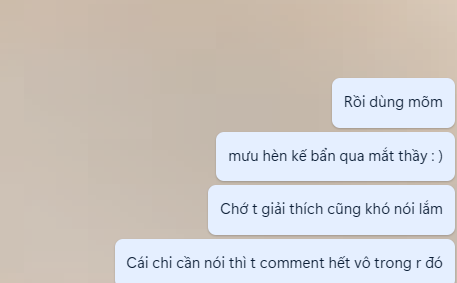 Rồi dùng mõm
mưu hèn kế bẩn qua mắt thầy : )
Chớ t giải thích cũng khó nói lắm
Cái chi cần nói thì t comment hết vô trong r đó